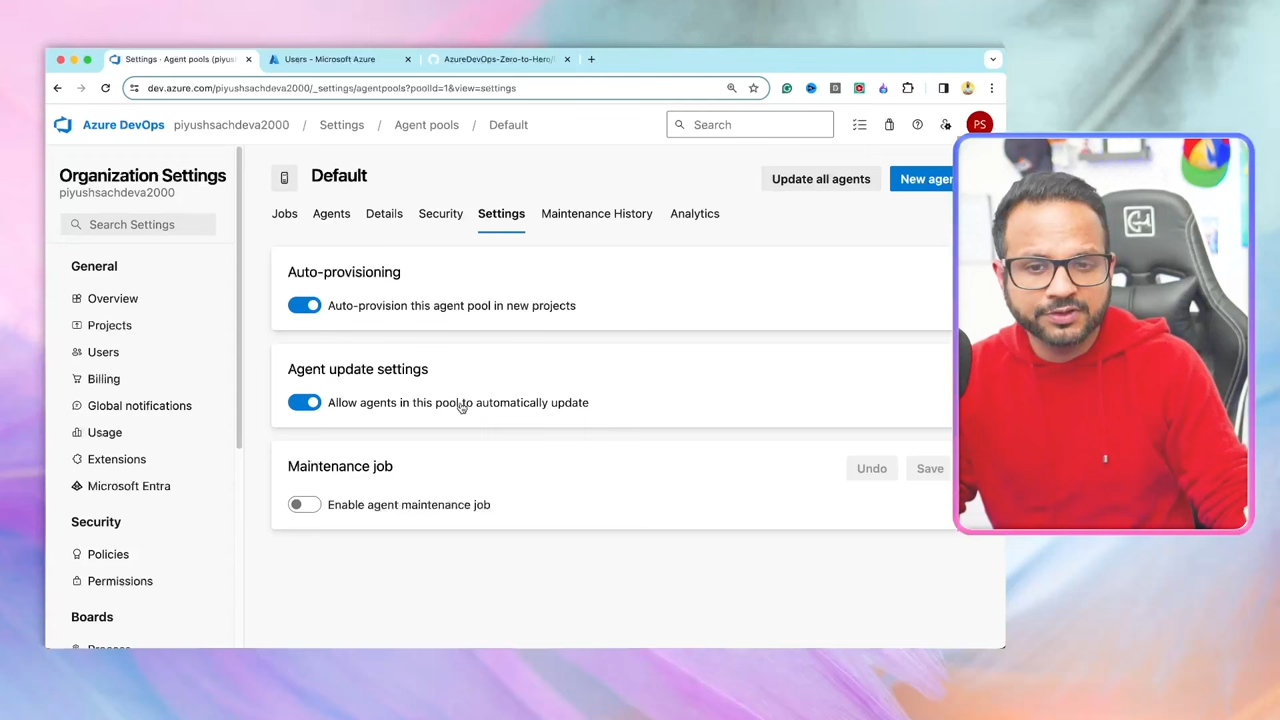 Settings - Agent pools (piyus
Users - Microsoft Azure
AzureDevOps-Zero-to-Hero/
dev.azure.com/piyushsachdeva2000/_settings/agentpools?poolId=1&view=settings
Azure DevOps piyushsachdeva20 / Settings / Agent pools / Default
Search
PS
Organization Settings
piyushsachdeva2000
Search Settings
General
Overview
Projects
Users
Billing
Global notifications
Usage
Extensions
Microsoft Entra
Security
Policies
Permissions
Boards
Default
Update all agents
New agen
Jobs Agents Details Security Settings Maintenance History Analytics
Auto-provisioning
Auto-provision this agent pool in new projects
Agent update settings
Allow agents in this pool to automatically update
Maintenance job
Undo
Save
Enable agent maintenance job